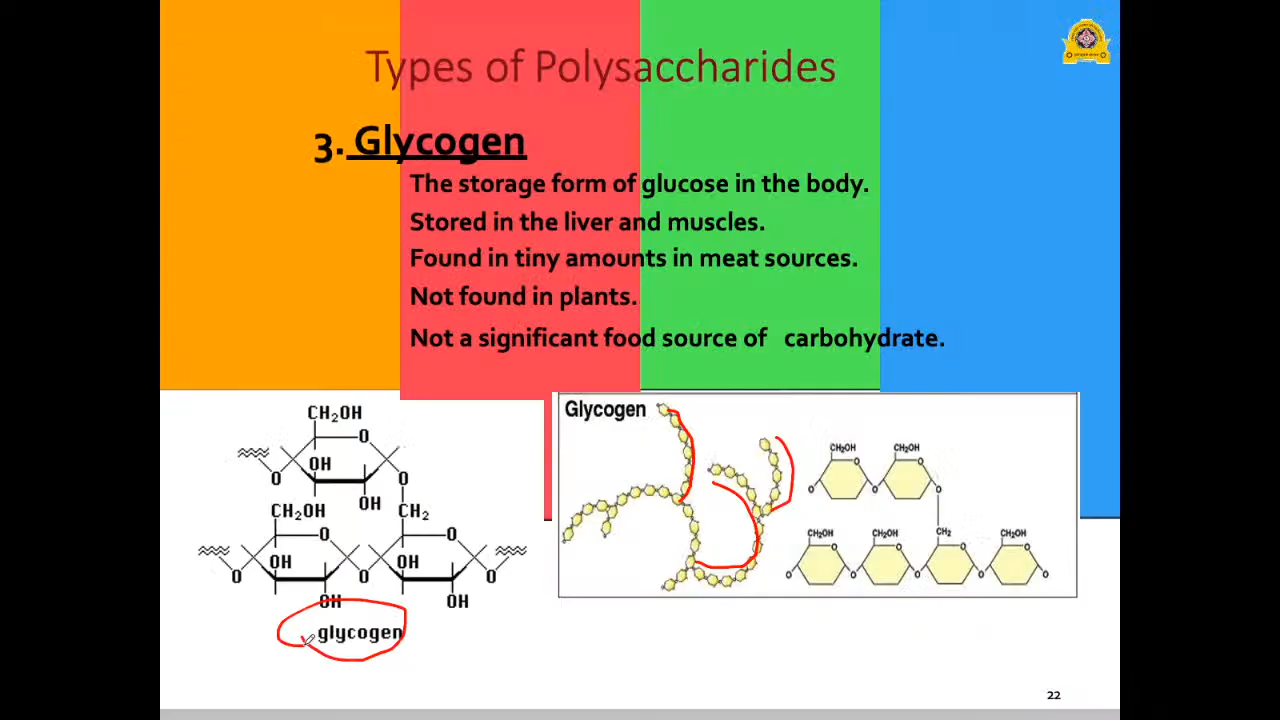 Types of Polysaccharides
3. Glycogen
The storage form of glucose in the body.
Stored in the liver and muscles.
Found in tiny amounts in meat sources.
Not found in plants.
Not a significant food source of carbohydrate.
CH₂OH
O
OH
O
OH
O
CH₂OH
CH₂
O
O
OH
OH
O
O
O
OH
OH
glycogen
Glycogen
CH₂OH
CH₂OH
O
O
O
O
O
CH₂OH
CH₂OH
CH₂
CH₂OH
O
O
O
O
O
O
O
O
O
22